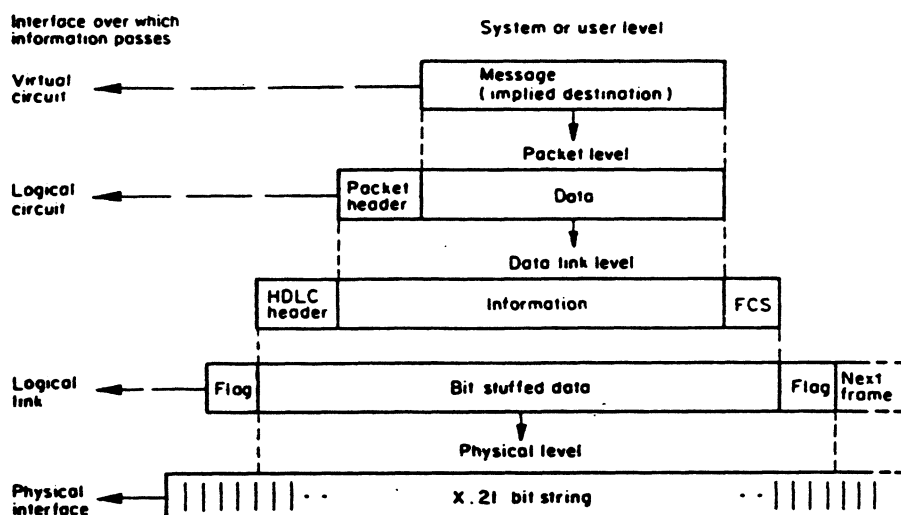 Interface over which
information passes
System or user level
Virtual
circuit
Message
(implied destination)
Packet level
Logical
circuit
Packet
header
Data
Data link level
HDLC
header
Information
FCS
Logical
link
Flag
Bit stuffed data
Flag
Next
frame
Physical level
Physical
interface
X.21 bit string